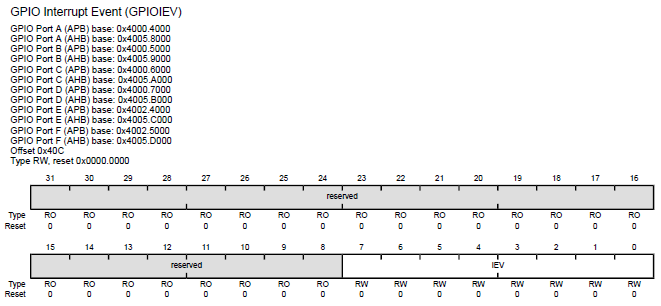 GPIO Interrupt Event (GPIOIEV)
GPIO Port A (APB) base: 0x4000.4000
GPIO Port A (AHB) base: 0x4005.8000
GPIO Port B (APB) base: 0x4000.5000
GPIO Port B (AHB) base: 0x4005.9000
GPIO Port C (APB) base: 0x4000.6000
GPIO Port C (AHB) base: 0x4005.A000
GPIO Port D (APB) base: 0x4000.7000
GPIO Port D (AHB) base: 0x4005.B000
GPIO Port E (APB) base: 0x4002.4000
GPIO Port E (AHB) base: 0x4005.C000
GPIO Port F (APB) base: 0x4002.5000
GPIO Port F (AHB) base: 0x4005.D000
Offset 0x40C
Type RW, reset 0x0000.0000
31 30 29 28 27 26 25 24 23 22 21 20 19 18 17 16
reserved
Type RO RO RO RO RO RO RO RO RO RO RO RO RO RO RO RO
Reset 0 0 0 0 0 0 0 0 0 0 0 0 0 0 0 0
15 14 13 12 11 10 9 8 7 6 5 4 3 2 1 0
reserved IEV
Type RO RO RO RO RO RO RO RO RW RW RW RW RW RW RW RW
Reset 0 0 0 0 0 0 0 0 0 0 0 0 0 0 0 0